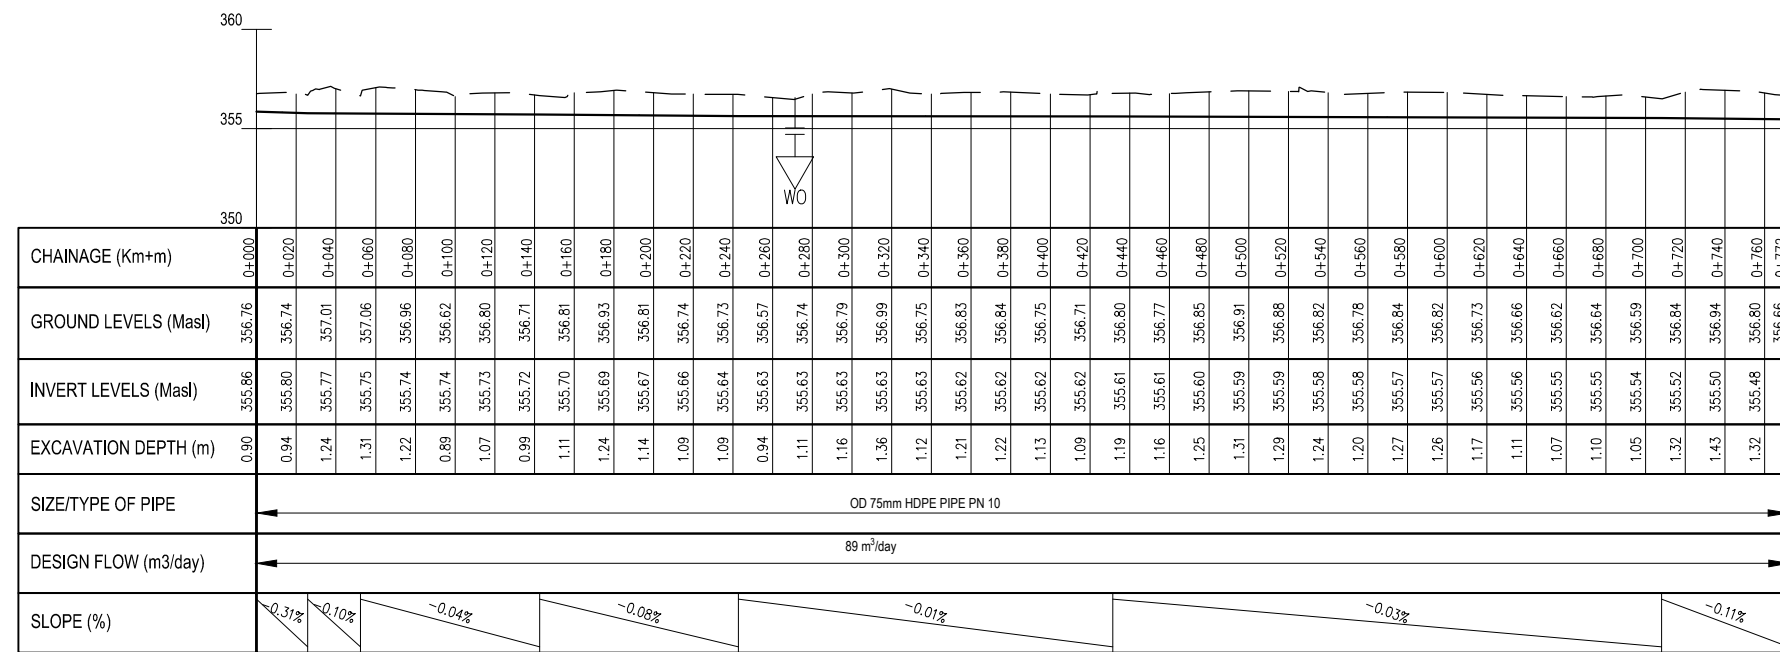 360
355
350
WO
CHAINAGE (Km+m) 0+000 0+020 0+040 0+060 0+080 0+100 0+120 0+140 0+160 0+180 0+200 0+220 0+240 0+260 0+280 0+300 0+320 0+340 0+360 0+380 0+400 0+420 0+440 0+460 0+480 0+500 0+520 0+540 0+560 0+580 0+600 0+620 0+640 0+660 0+680 0+700 0+720 0+740 0+760
GROUND LEVELS (Masl) 356.76 356.74 357.01 357.06 356.96 356.62 356.80 356.71 356.81 356.93 356.81 356.74 356.73 356.57 356.74 356.79 356.99 356.75 356.83 356.84 356.75 356.71 356.80 356.77 356.85 356.91 356.88 356.82 356.78 356.84 356.82 356.73 356.66 356.62 356.64 356.59 356.84 356.94 356.80 356.66
INVERT LEVELS (Masl) 355.86 355.80 355.77 355.75 355.74 355.74 355.73 355.72 355.70 355.69 355.67 355.66 355.64 355.63 355.63 355.63 355.63 355.63 355.62 355.62 355.62 355.62 355.61 355.61 355.60 355.59 355.59 355.58 355.58 355.57 355.57 355.56 355.56 355.55 355.55 355.54 355.52 355.50 355.48
EXCAVATION DEPTH (m) 0.90 0.94 1.24 1.31 1.22 0.89 1.07 0.99 1.11 1.24 1.14 1.09 1.09 0.94 1.11 1.16 1.36 1.12 1.21 1.22 1.13 1.09 1.19 1.16 1.25 1.31 1.29 1.24 1.20 1.27 1.26 1.17 1.11 1.07 1.10 1.05 1.32 1.43 1.32
SIZE/TYPE OF PIPE OD 75mm HDPE PIPE PN 10
DESIGN FLOW (m3/day) 89 m³/day
SLOPE (%) -0.31% -0.10% -0.04% -0.08% -0.01% -0.03% -0.11%